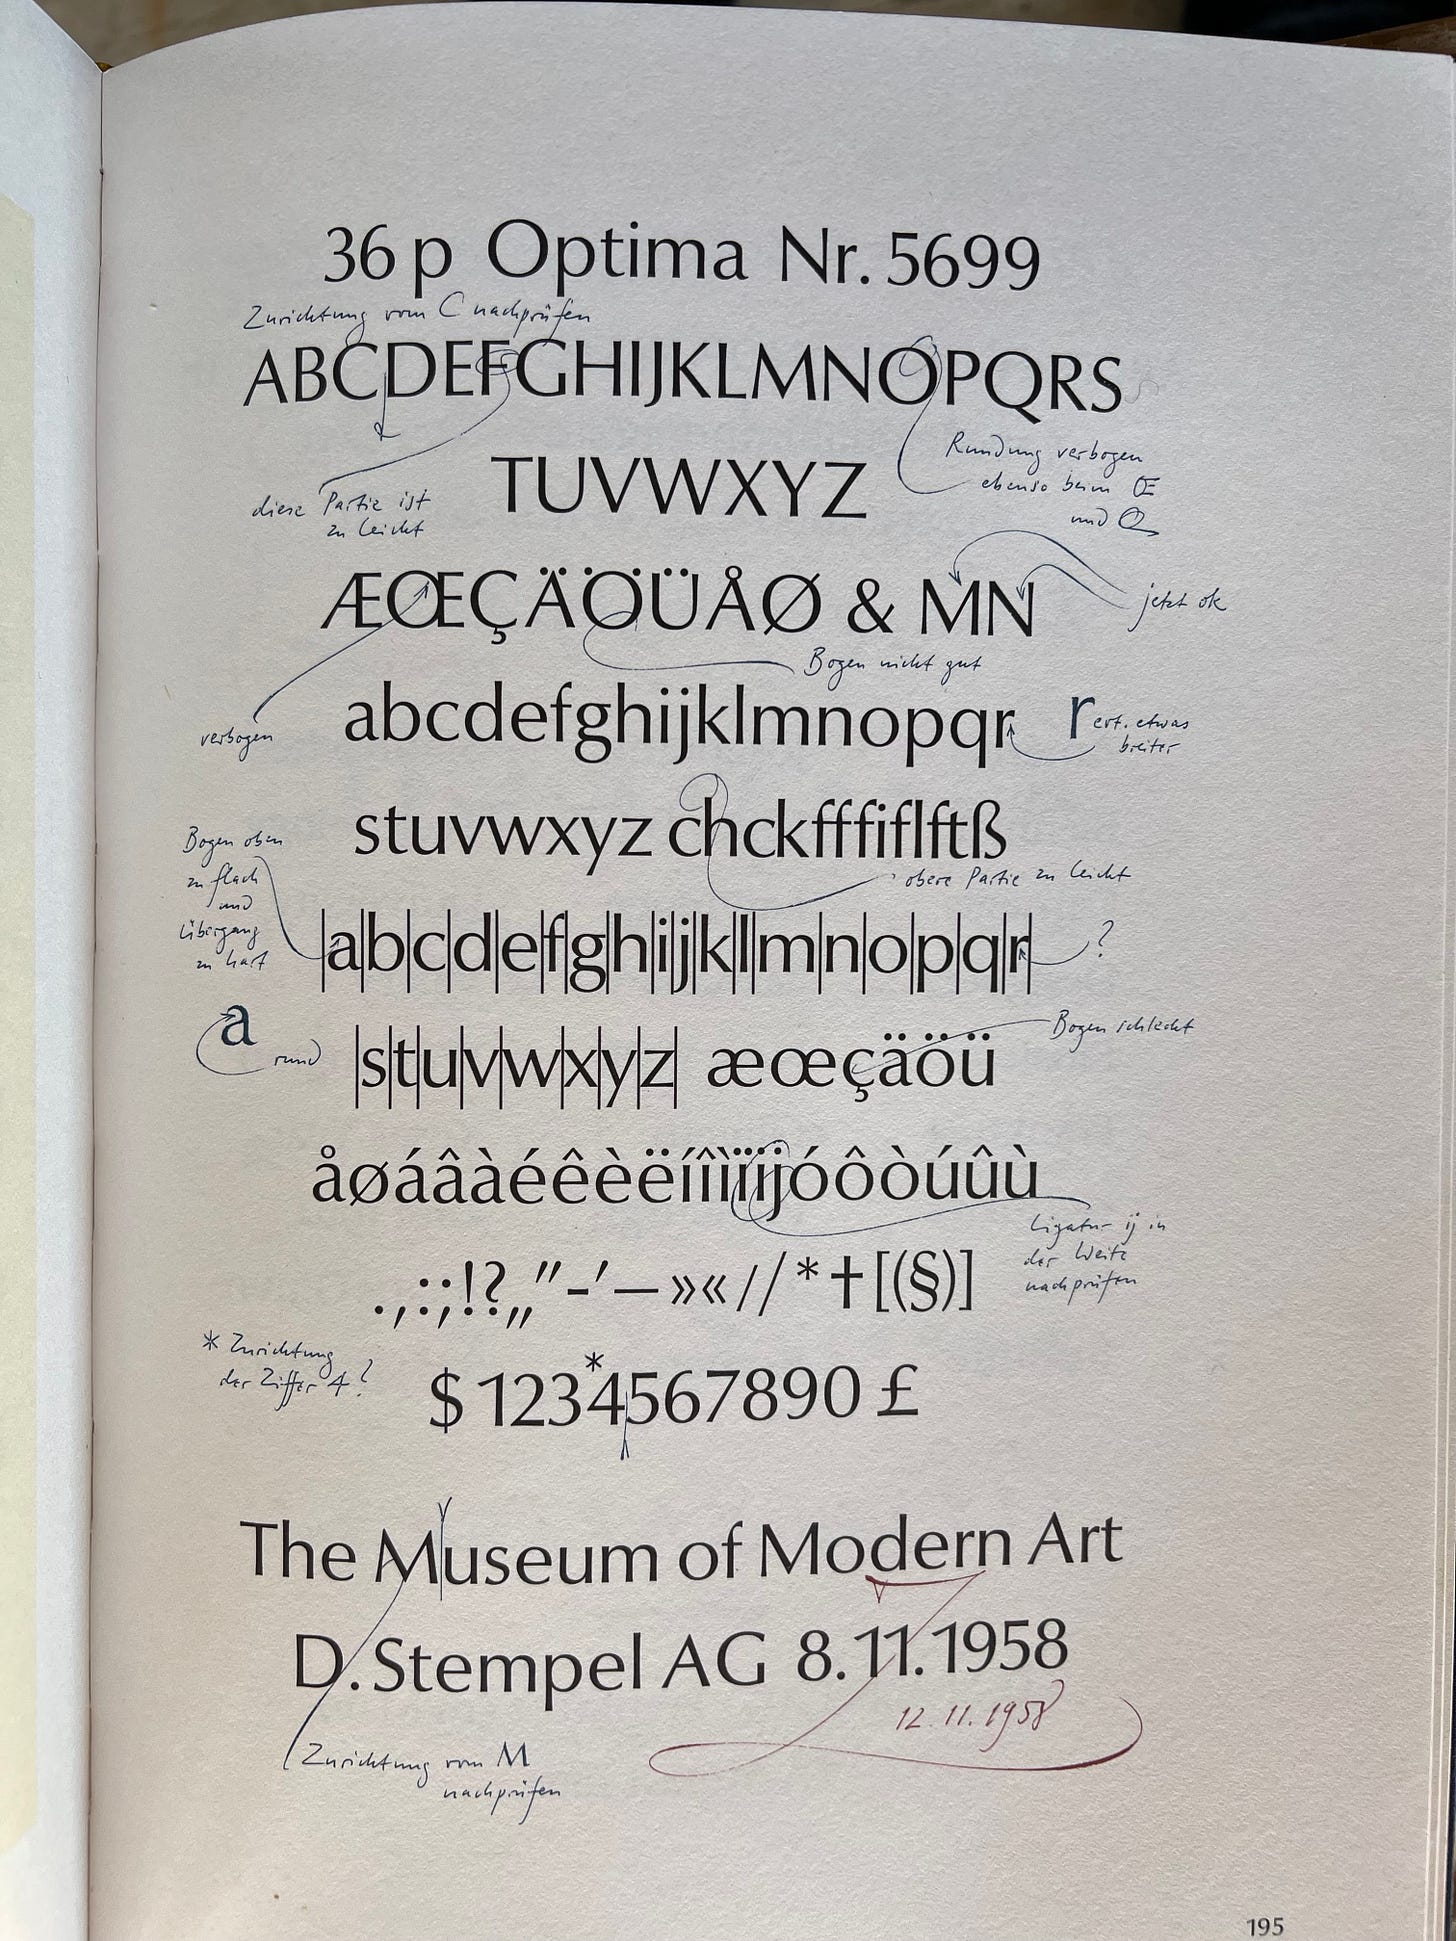 36 p Optima Nr. 5699
Zurichtung vom C nachprüfen
ABCDEFGHIJKLMNOPQRS
Rundung verbogen
ebenso beim Œ
und Q
TUVWXYZ
diese Partie ist
zu leicht
ÆŒÇÄÖÜÅØ & MN
jetzt ok
Bogen nicht gut
verbogen
abcdefghijklmnopqr
r evt. etwas
breiter
stuvwxyz chckfffiflftß
obere Partie zu leicht
Bogen oben
zu flach
und
Übergang
zu hart
a|b|c|d|e|f|g|h|i|j|k|l|m|n|o|p|q|r
?
a
rund
s|t|u|v|w|x|y|z æœçäöü
Bogen schlecht
åøáâàéêèëíîìïijóôòúûù
Ligatur ij in
der Weite
nachprüfen
.,:;!?„″-′—»«//*†[(§)]
* Zurichtung
der Ziffer 4?
*
$ 1234567890 £
The Museum of Modern Art
D. Stempel AG 8.11.1958
12.11.1958
Zurichtung vom M
nachprüfen
195